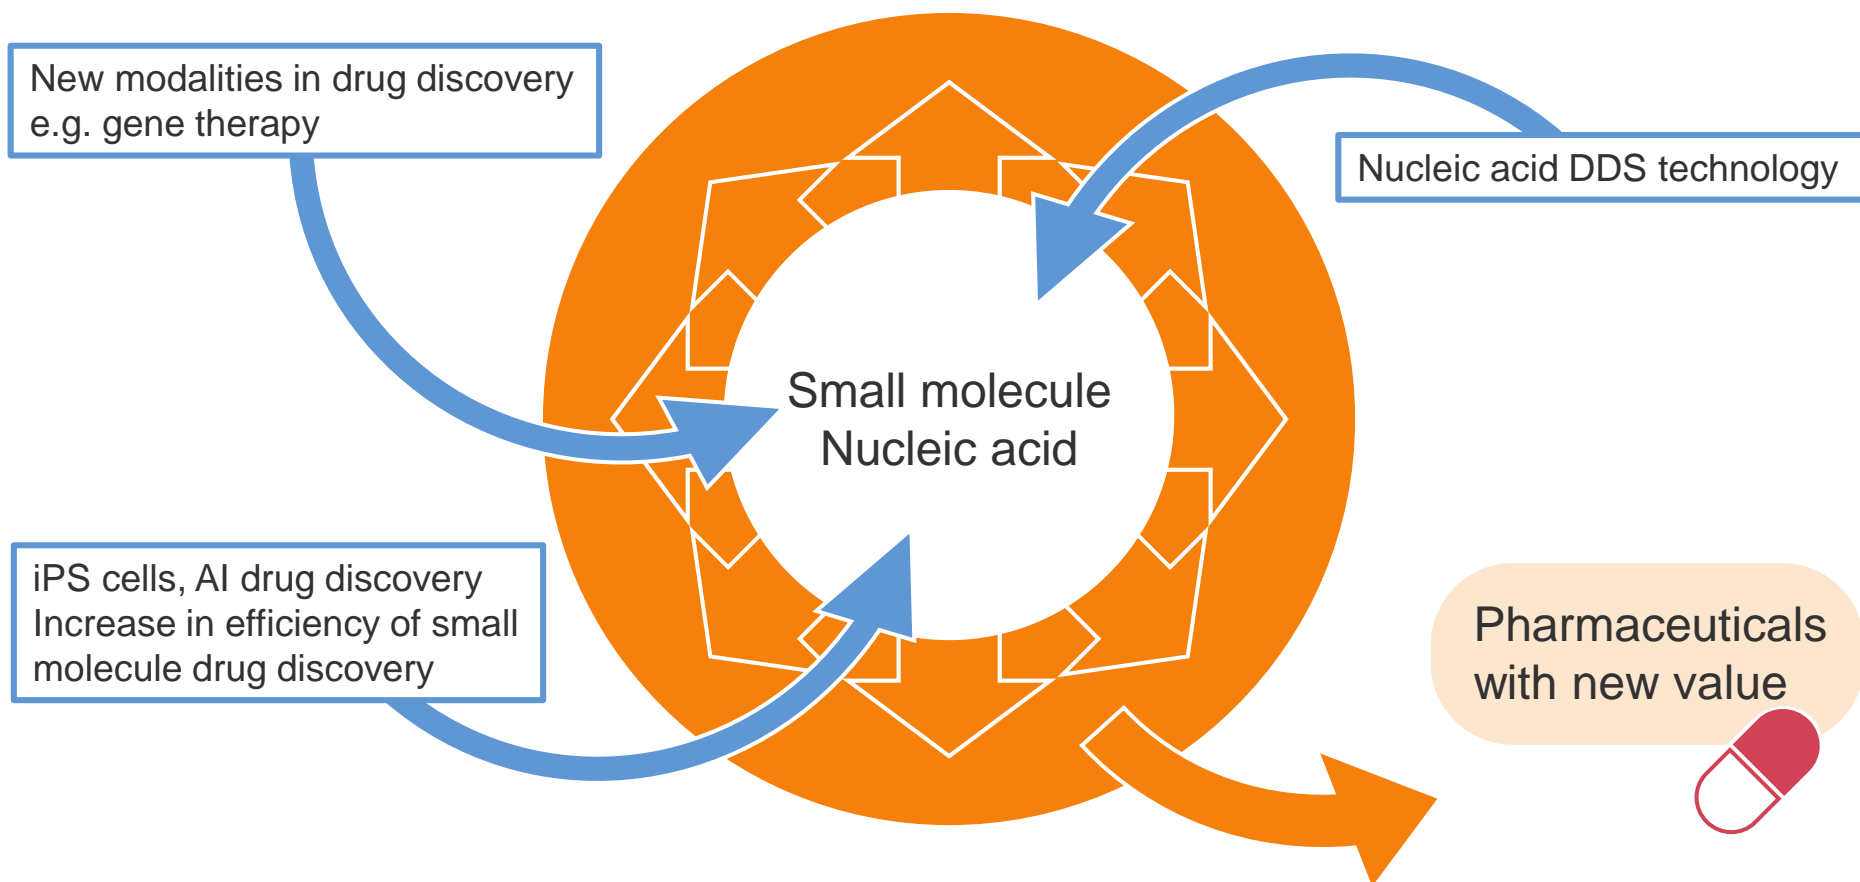 New modalities in drug discovery
e.g. gene therapy
Nucleic acid DDS technology
Small molecule
Nucleic acid
iPS cells, AI drug discovery
Increase in efficiency of small
molecule drug discovery
Pharmaceuticals
with new value